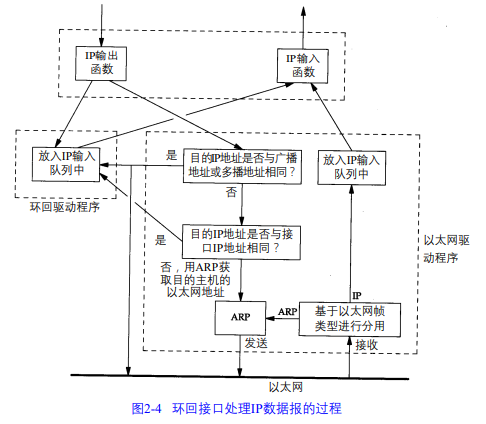 IP输出
函数
IP输入
函数
放入IP输入
队列中
环回驱动程序
是
目的IP地址是否与广播
地址或多播地址相同？
否
放入IP输入
队列中
是
目的IP地址是否与接
口IP地址相同？
以太网驱
动程序
否，用ARP获
取目的主机的
以太网地址
ARP
ARP
IP
基于以太网帧
类型进行分用
发送
接收
以太网
图2-4 环回接口处理IP数据报的过程